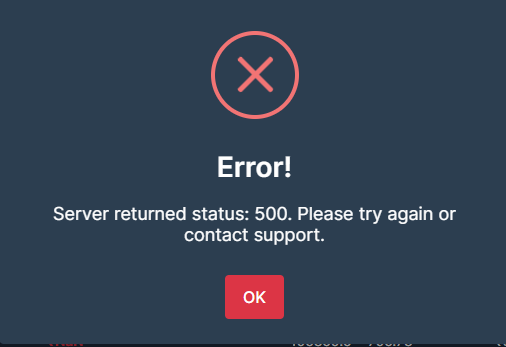 Error!
Server returned status: 500. Please try again or
contact support.
OK